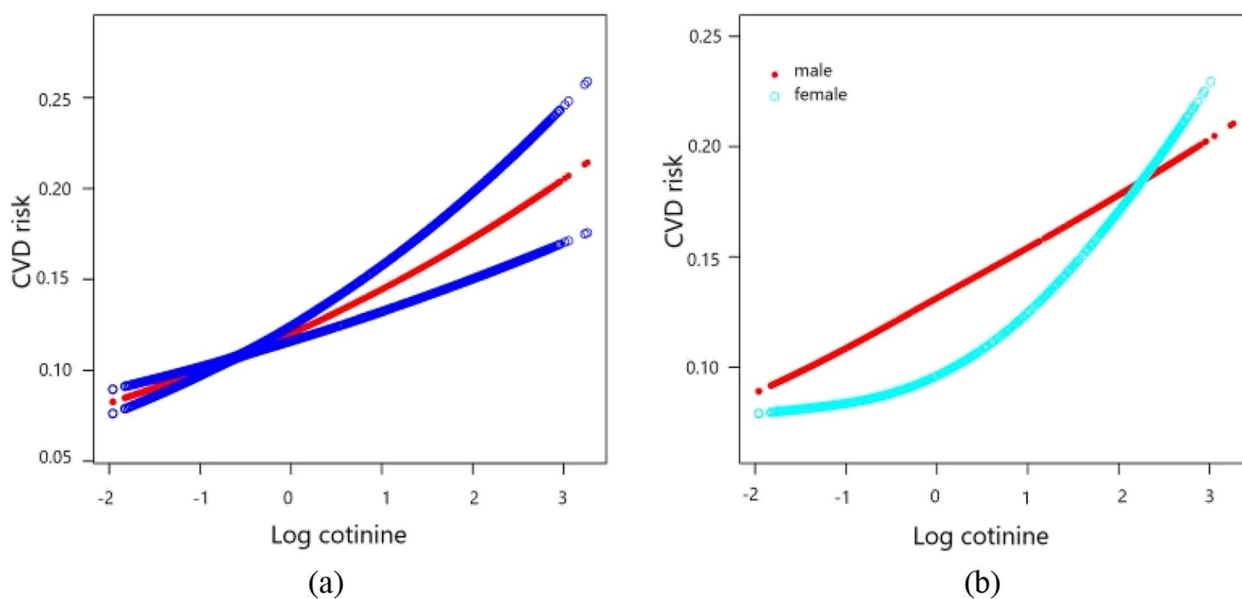 CVD risk
0.25
0.20
0.15
0.10
0.05
-2 -1 0 1 2 3
Log cotinine
(a)
CVD risk
0.25
0.20
0.15
0.10
male
female
-2 -1 0 1 2 3
Log cotinine
(b)